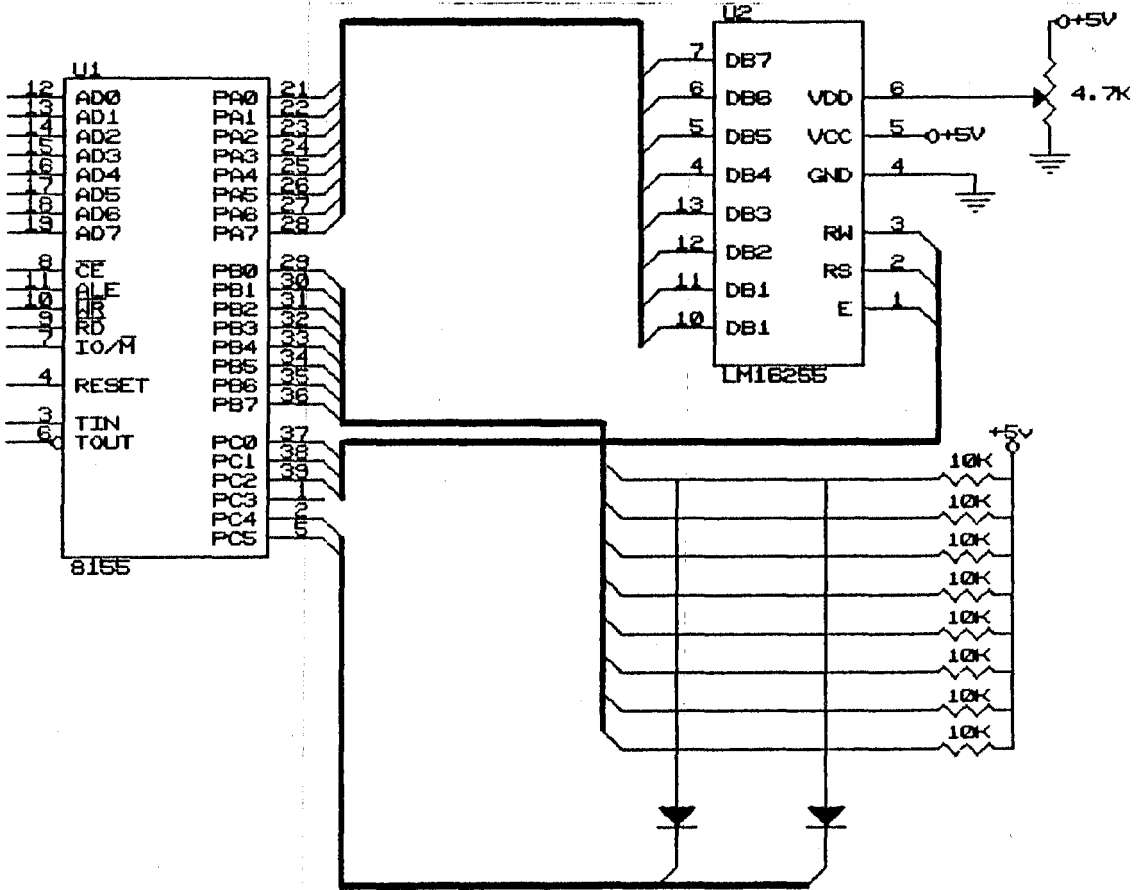 U1
12 AD0 PA0 21
13 AD1 PA1 22
14 AD2 PA2 23
15 AD3 PA3 24
16 AD4 PA4 25
17 AD5 PA5 26
18 AD6 PA6 27
19 AD7 PA7 28
8 CE PB0 29
11 ALE PB1 30
10 WR PB2 31
9 RD PB3 32
7 IO/M PB4 33
PB5 34
4 RESET PB6 35
PB7 36
3 TIN
6 TOUT PC0 37
PC1 38
PC2 39
PC3 1
PC4 2
PC5 5
8155
U2
7 DB7
6 DB6 VDD 6
5 DB5 VCC 5 +5V
4 DB4 GND 4
13 DB3 RW 3
12 DB2 RS 2
11 DB1 E 1
10 DB1
LM16255
+5V
4.7K
+5v
10K
10K
10K
10K
10K
10K
10K
10K